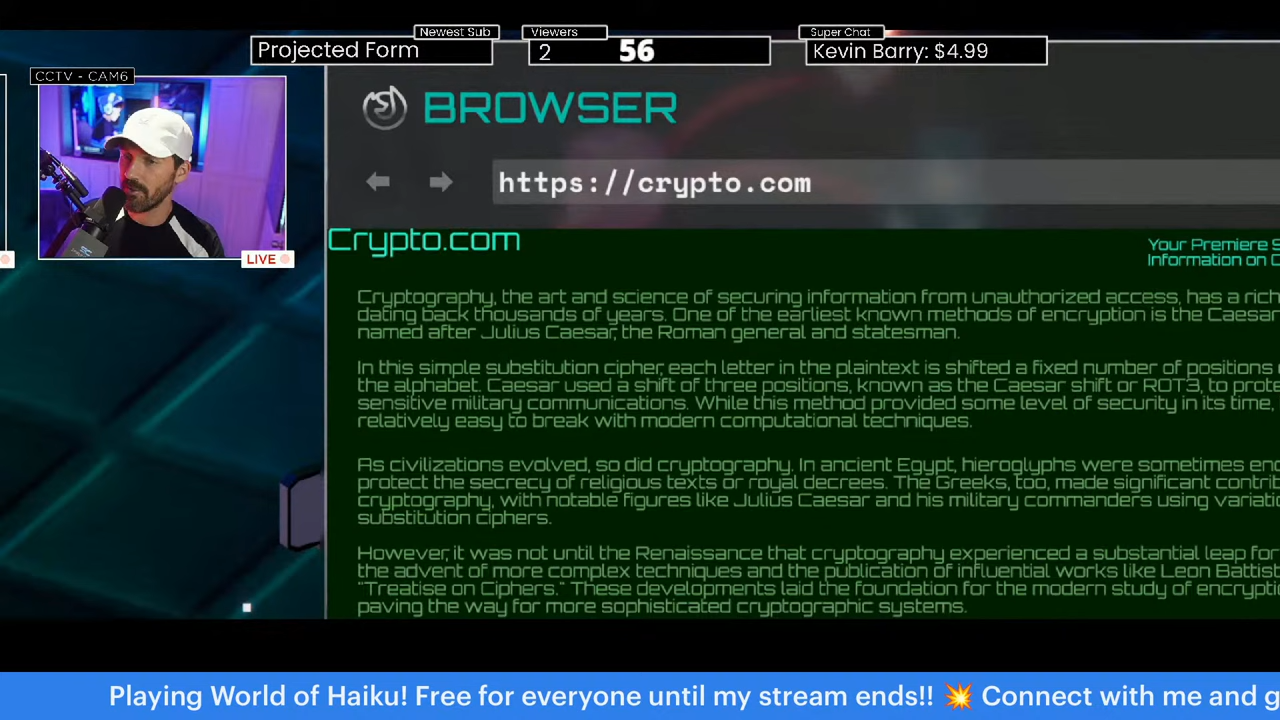 Newest Sub
Projected Form
Viewers
2
56
Super Chat
Kevin Barry: $4.99
CCTV - CAM6
LIVE
BROWSER
https://crypto.com
Crypto.com
Your Premiere S
Information on C
Cryptography, the art and science of securing information from unauthorized access, has a rich
dating back thousands of years. One of the earliest known methods of encryption is the Caesar
named after Julius Caesar, the Roman general and statesman.
In this simple substitution cipher, each letter in the plaintext is shifted a fixed number of positions
the alphabet. Caesar used a shift of three positions, known as the Caesar shift or ROT3, to prote
sensitive military communications. While this method provided some level of security in its time,
relatively easy to break with modern computational techniques.
As civilizations evolved, so did cryptography. In ancient Egypt, hieroglyphs were sometimes enc
protect the secrecy of religious texts or royal decrees. The Greeks, too, made significant contrib
cryptography, with notable figures like Julius Caesar and his military commanders using variatio
substitution ciphers.
However, it was not until the Renaissance that cryptography experienced a substantial leap for
the advent of more complex techniques and the publication of influential works like Leon Battist
"Treatise on Ciphers." These developments laid the foundation for the modern study of encrypti
paving the way for more sophisticated cryptographic systems.
Playing World of Haiku! Free for everyone until my stream ends!! 💥 Connect with me and g